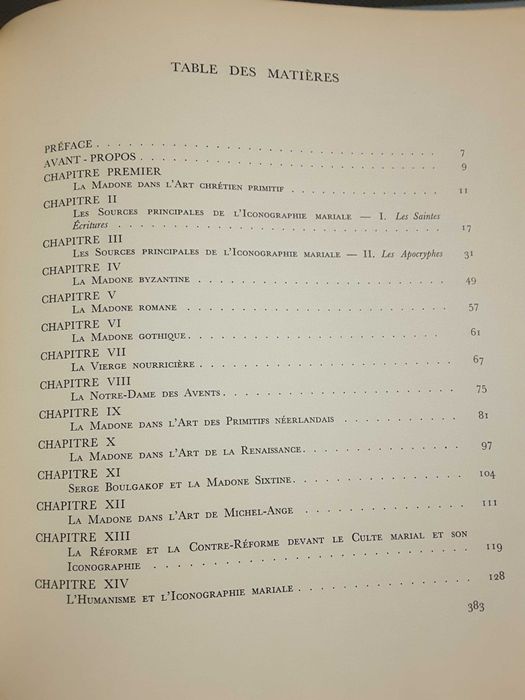 TABLE DES MATIÈRES
PRÉFACE . . . . . . . . . . . . . . . . . . . . . . . . . . . . 7
AVANT-PROPOS . . . . . . . . . . . . . . . . . . . . . . . . . 9
CHAPITRE PREMIER
La Madone dans l'Art chrétien primitif . . . . . . . . . . . . 11
CHAPITRE II
Les Sources principales de l'Iconographie mariale — I. Les Saintes
Écritures . . . . . . . . . . . . . . . . . . . . . . . . . . 17
CHAPITRE III
Les Sources principales de l'Iconographie mariale — II. Les Apocryphes 31
CHAPITRE IV
La Madone byzantine . . . . . . . . . . . . . . . . . . . . . 49
CHAPITRE V
La Madone romane . . . . . . . . . . . . . . . . . . . . . . 57
CHAPITRE VI
La Madone gothique . . . . . . . . . . . . . . . . . . . . . 61
CHAPITRE VII
La Vierge nourricière . . . . . . . . . . . . . . . . . . . . 67
CHAPITRE VIII
La Notre-Dame des Avents . . . . . . . . . . . . . . . . . . 75
CHAPITRE IX
La Madone dans l'Art des Primitifs néerlandais . . . . . . . . 81
CHAPITRE X
La Madone dans l'Art de la Renaissance . . . . . . . . . . . . 97
CHAPITRE XI
Serge Boulgakof et la Madone Sixtine . . . . . . . . . . . . . 104
CHAPITRE XII
La Madone dans l'Art de Michel-Ange . . . . . . . . . . . . . 111
CHAPITRE XIII
La Réforme et la Contre-Réforme devant le Culte marial et son
Iconographie . . . . . . . . . . . . . . . . . . . . . . . . 119
CHAPITRE XIV
L'Humanisme et l'Iconographie mariale . . . . . . . . . . . . 128
383